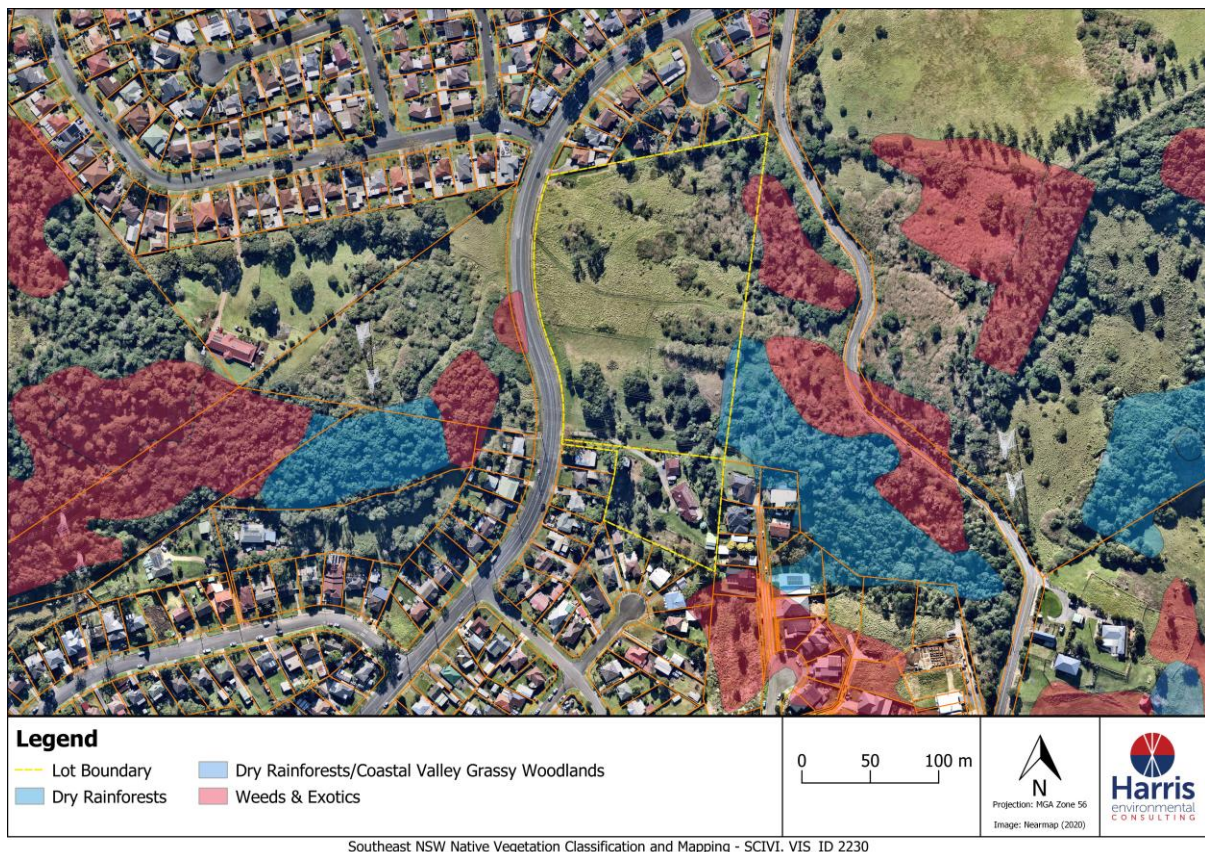 Legend
Lot Boundary
Dry Rainforests
Dry Rainforests/Coastal Valley Grassy Woodlands
Weeds & Exotics
0 50 100 m
N
Projection: MGA Zone 56
Image: Nearmap (2020)
Harris
environmental
CONSULTING
Southeast NSW Native Vegetation Classification and Mapping - SCIVI. VIS_ID 2230